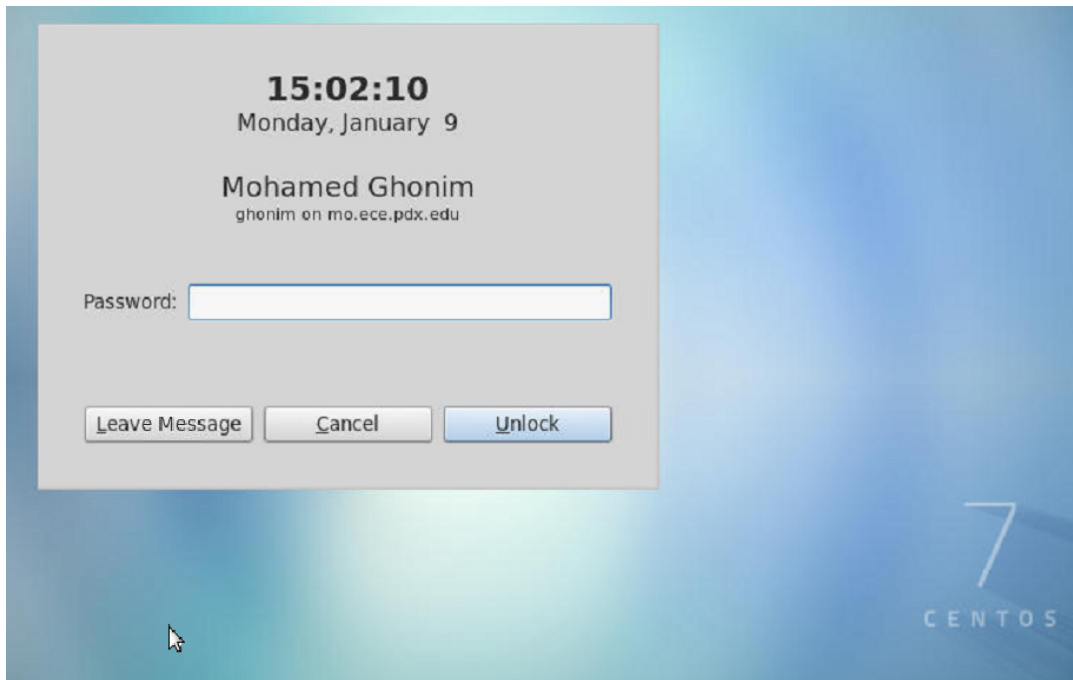 15:02:10
Monday, January  9
Mohamed Ghonim
ghonim on mo.ece.pdx.edu
Password:
Leave Message Cancel Unlock
7
CENTOS